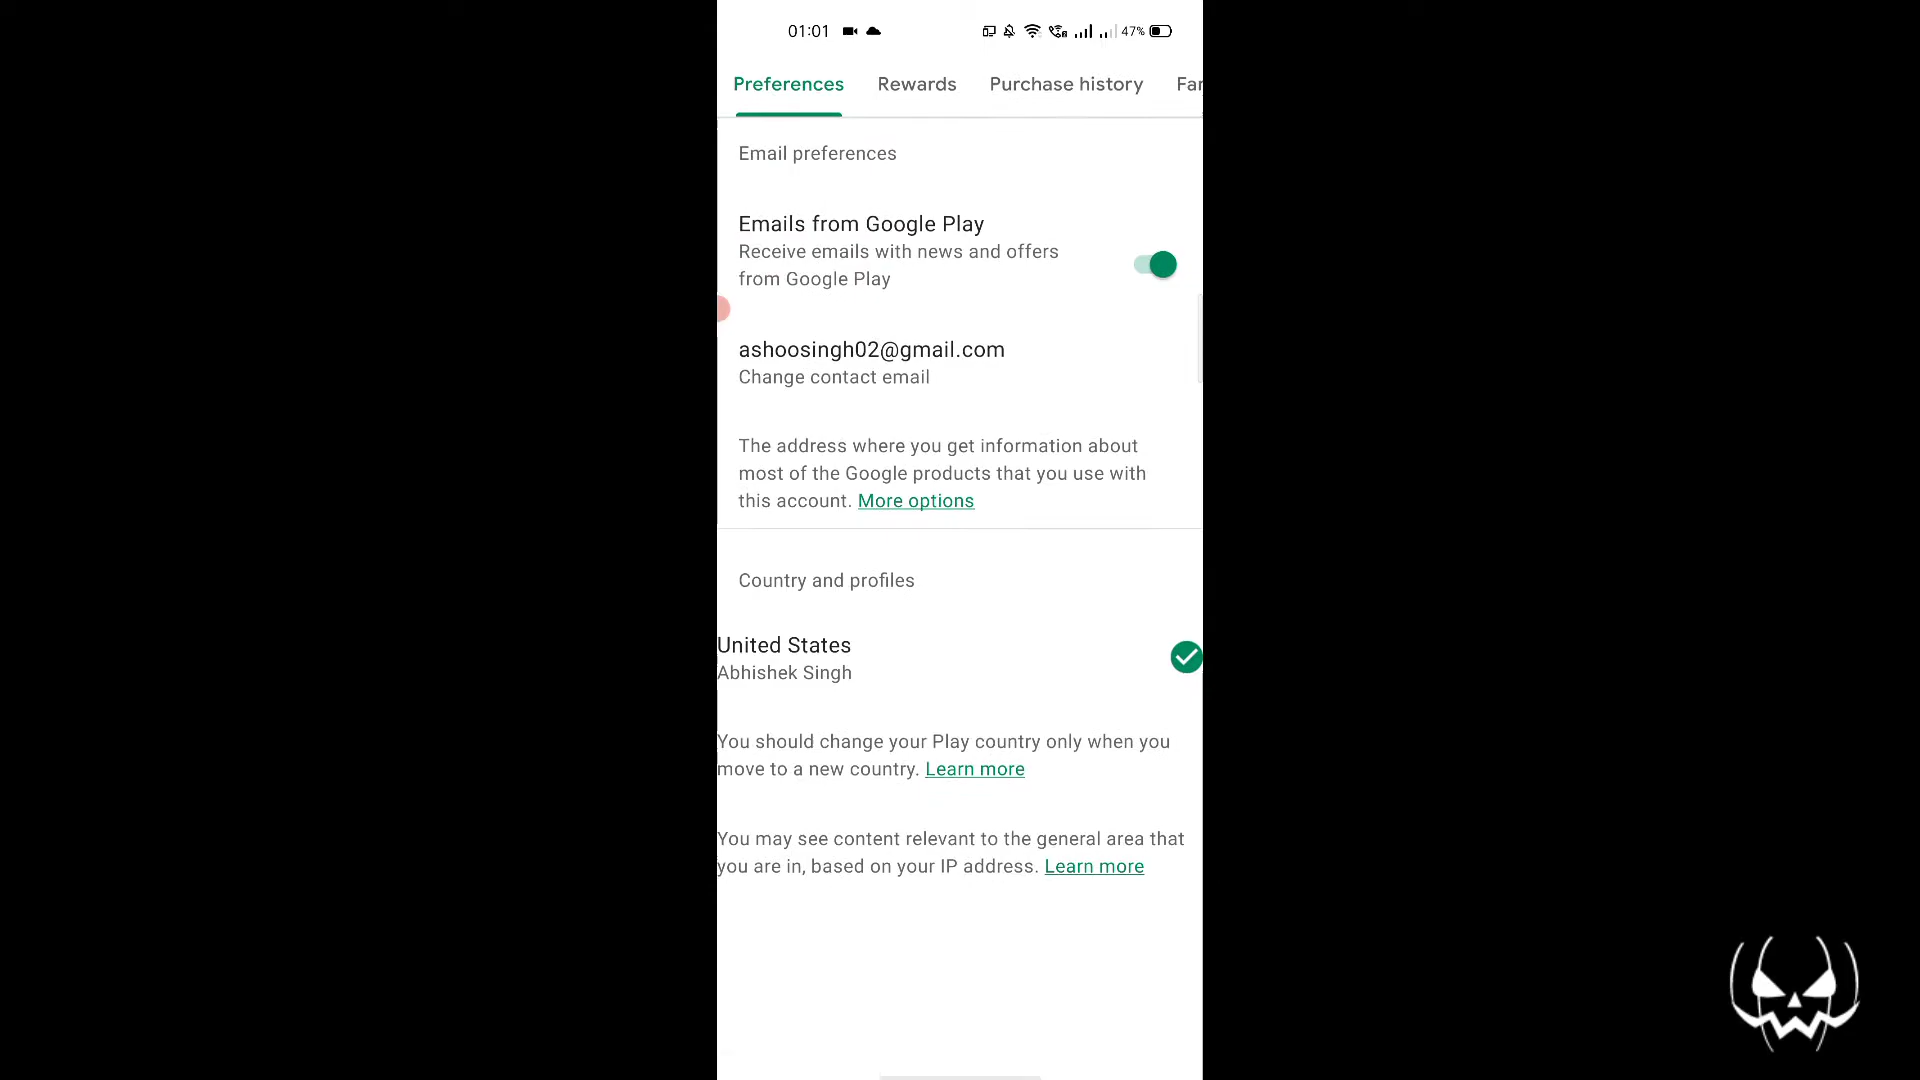 01:01
47%
Preferences Rewards Purchase history Far
Email preferences
Emails from Google Play
Receive emails with news and offers
from Google Play
ashoosingh02@gmail.com
Change contact email
The address where you get information about
most of the Google products that you use with
this account. More options
Country and profiles
United States
Abhishek Singh
You should change your Play country only when you
move to a new country. Learn more
You may see content relevant to the general area that
you are in, based on your IP address. Learn more